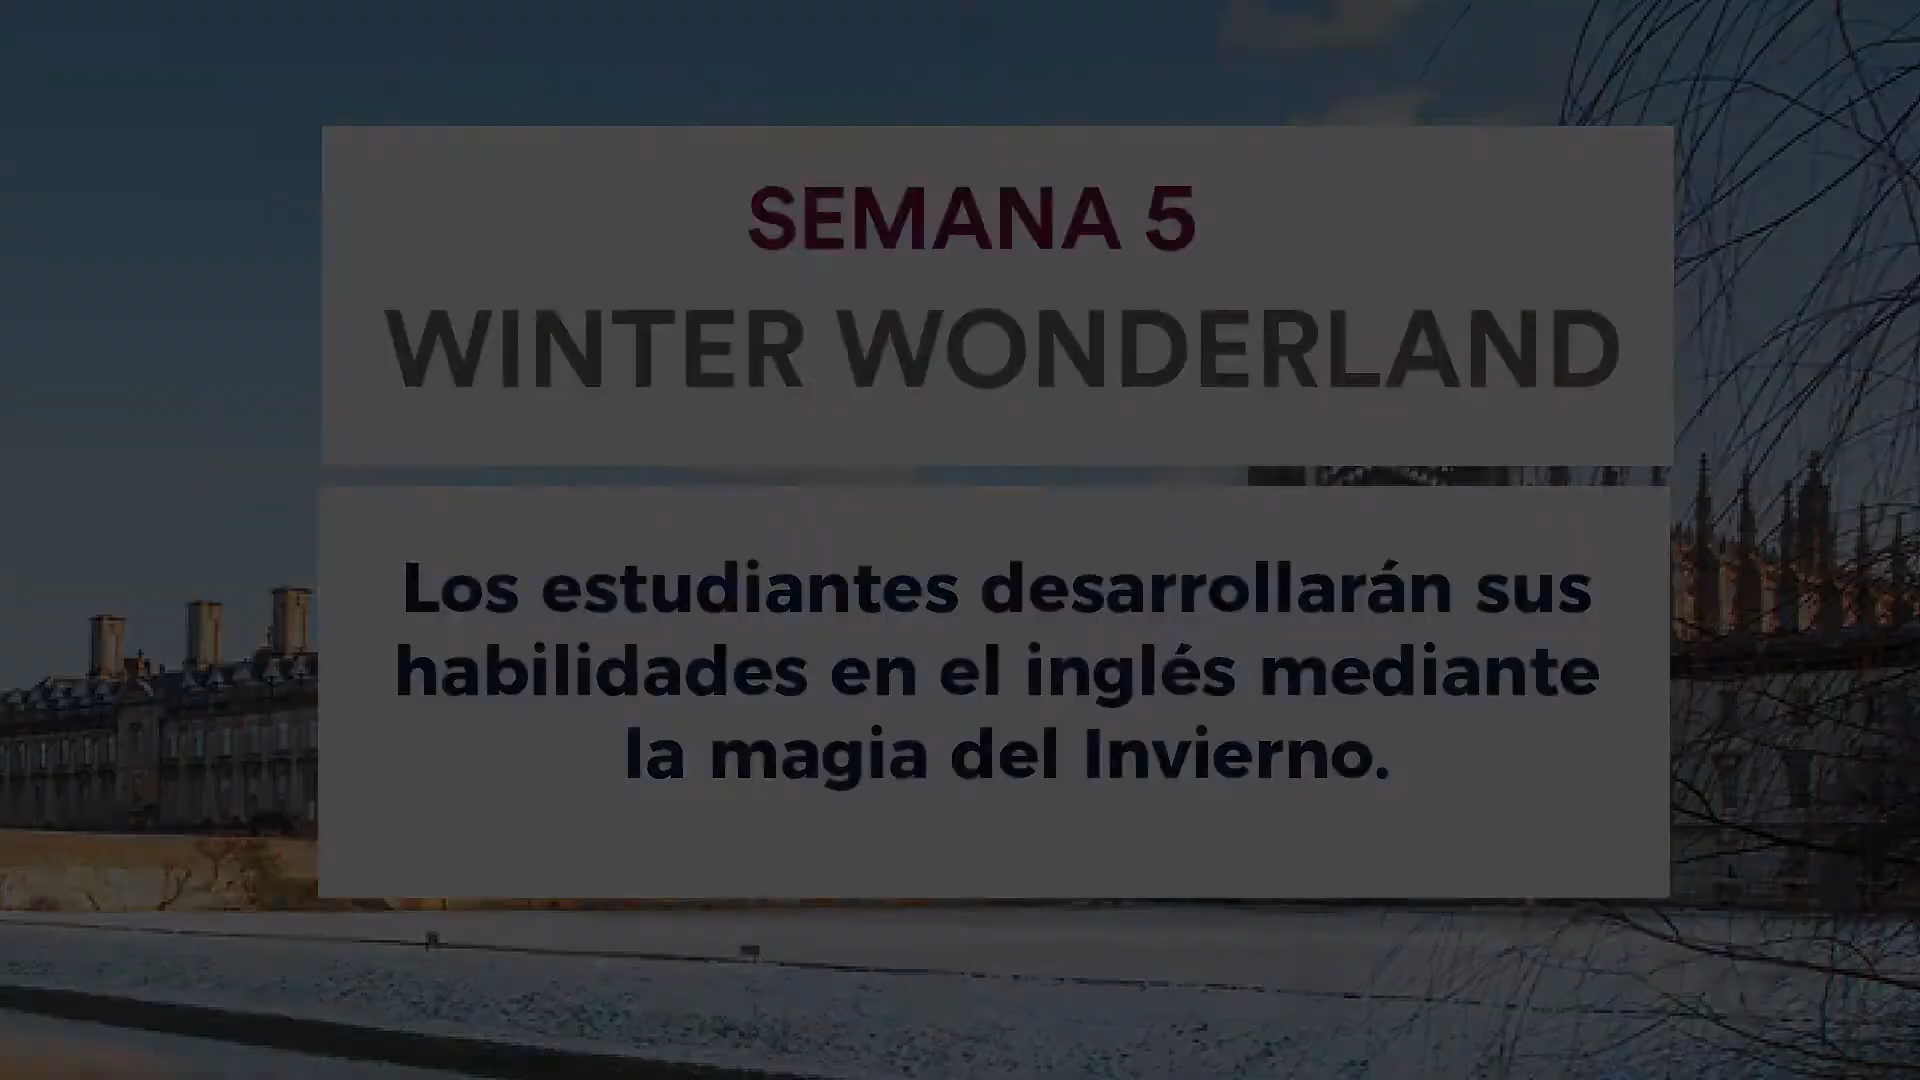 SEMANA 5
WINTER WONDERLAND
Los estudiantes desarrollarán sus
habilidades en el inglés mediante
la magia del Invierno.